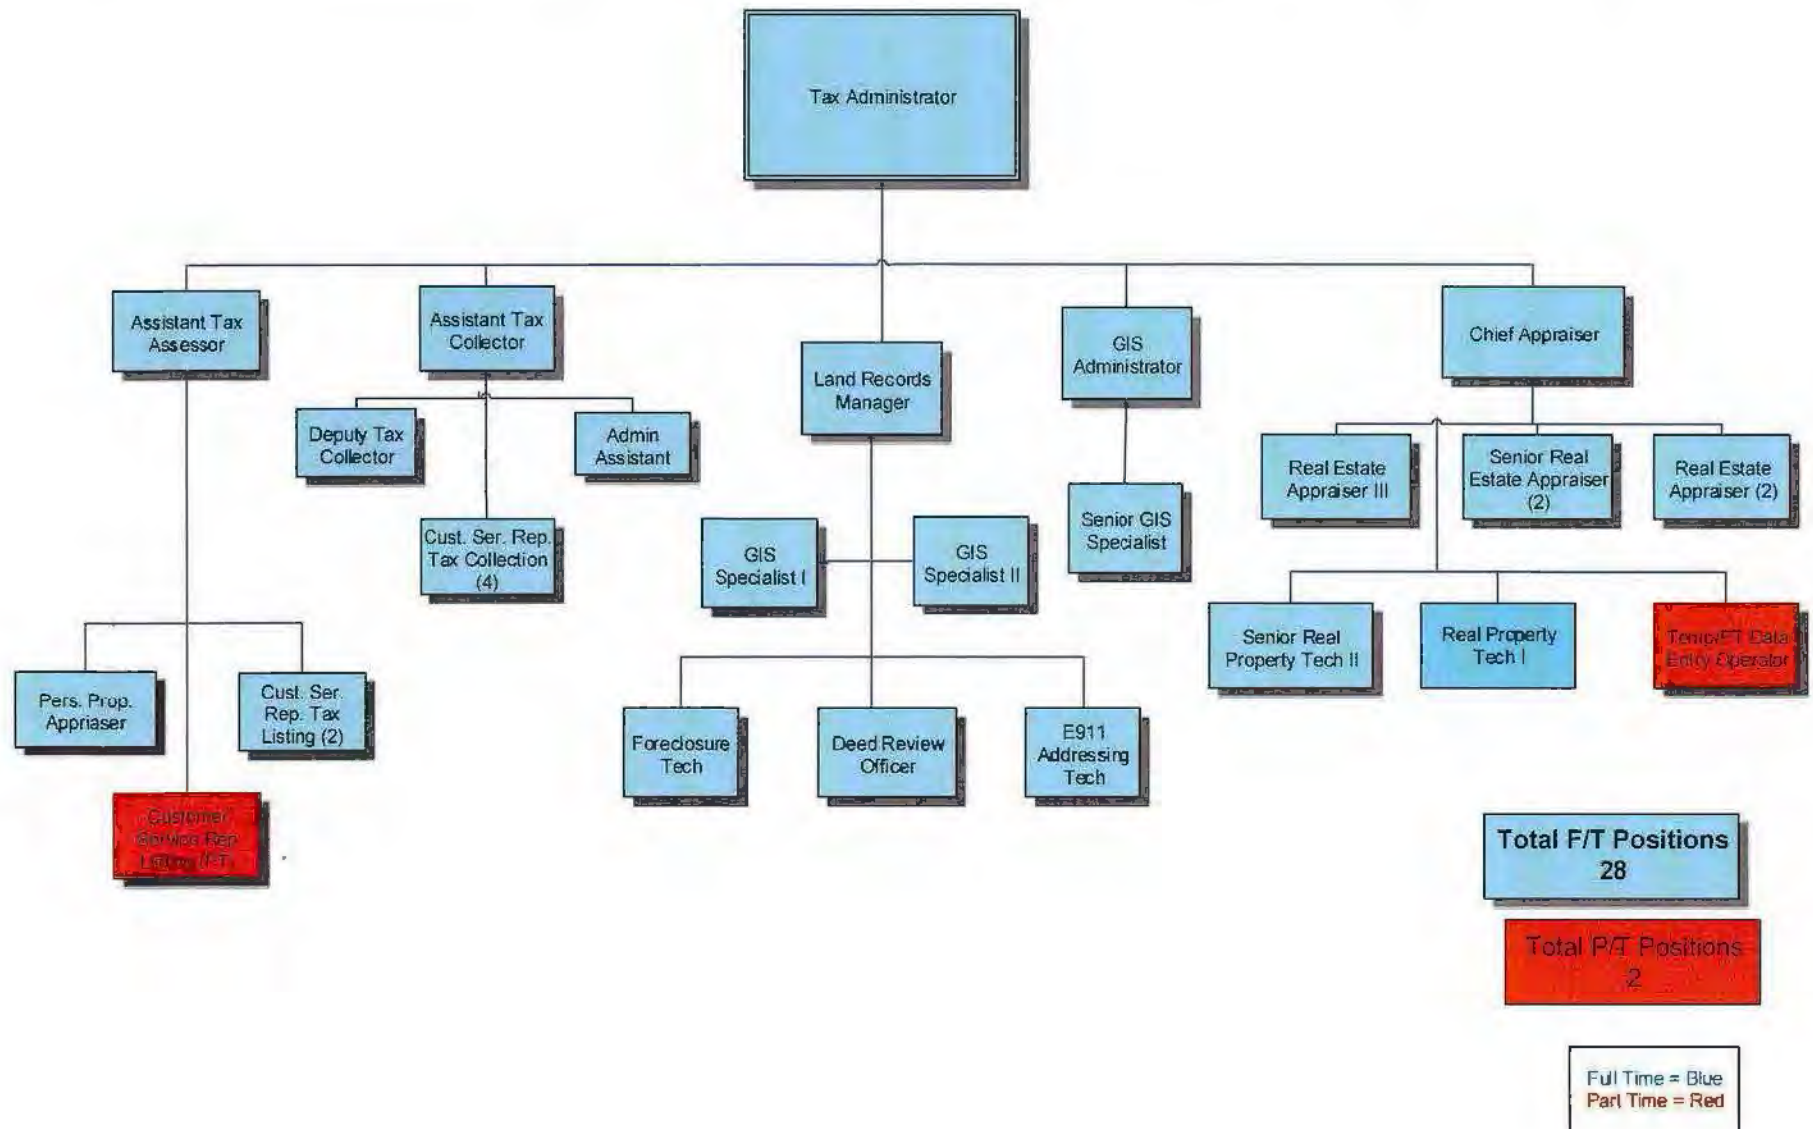 Tax Administrator
Assistant Tax
Assessor
Assistant Tax
Collector
Land Records
Manager
GIS
Administrator
Chief Appraiser
Deputy Tax
Collector
Admin
Assistant
Cust. Ser. Rep.
Tax Collection
(4)
GIS
Specialist I
GIS
Specialist II
Senior GIS
Specialist
Real Estate
Appraiser III
Senior Real
Estate Appraiser
(2)
Real Estate
Appraiser (2)
Senior Real
Property Tech II
Real Property
Tech I
Temp/PT Data
Entry Operator
Pers. Prop.
Appriaser
Cust. Ser.
Rep. Tax
Listing (2)
Customer
Service Rep
Listing (PT)
Foreclosure
Tech
Deed Review
Officer
E911
Addressing
Tech
Total F/T Positions
28
Total P/T Positions
2
Full Time = Blue
Part Time = Red